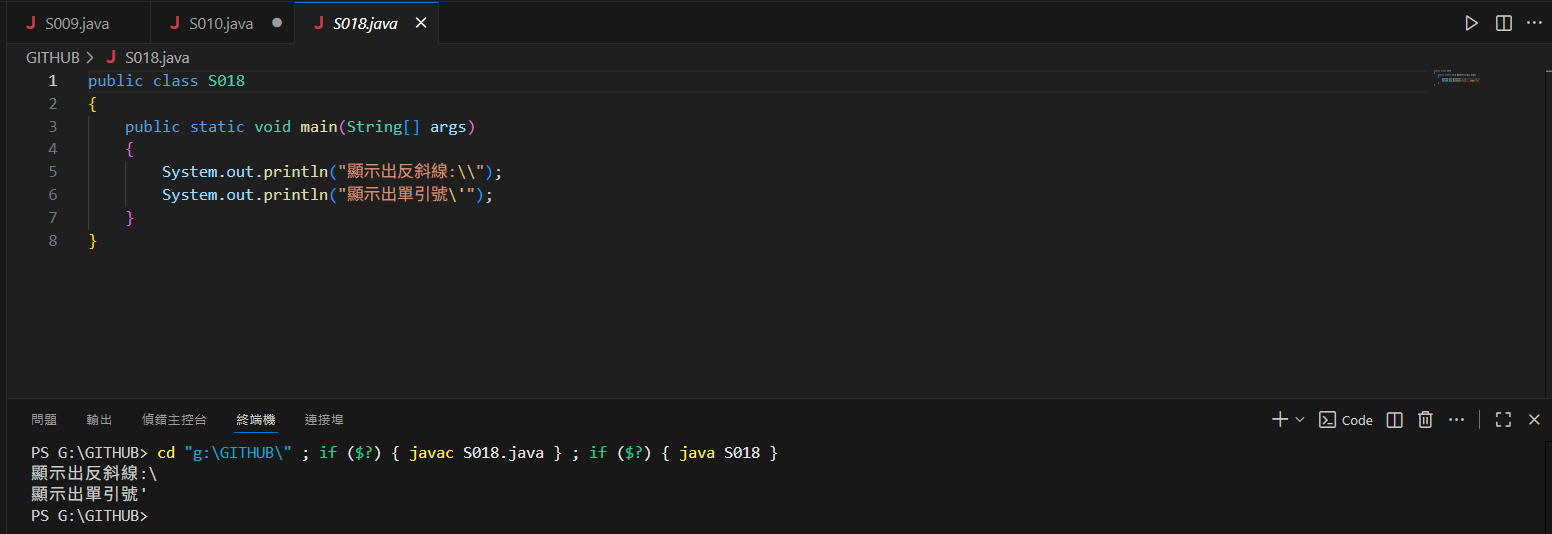 J S009.java J S010.java ● J S018.java ×
GITHUB > J S018.java
1 public class S018
2 {
3 public static void main(String[] args)
4 {
5 System.out.println("顯示出反斜線:\\");
6 System.out.println("顯示出單引號\'");
7 }
8 }
問題 輸出 偵錯主控台 終端機 連接埠 Code
PS G:\GITHUB> cd "g:\GITHUB\" ; if ($?) { javac S018.java } ; if ($?) { java S018 }
顯示出反斜線:\
顯示出單引號'
PS G:\GITHUB>